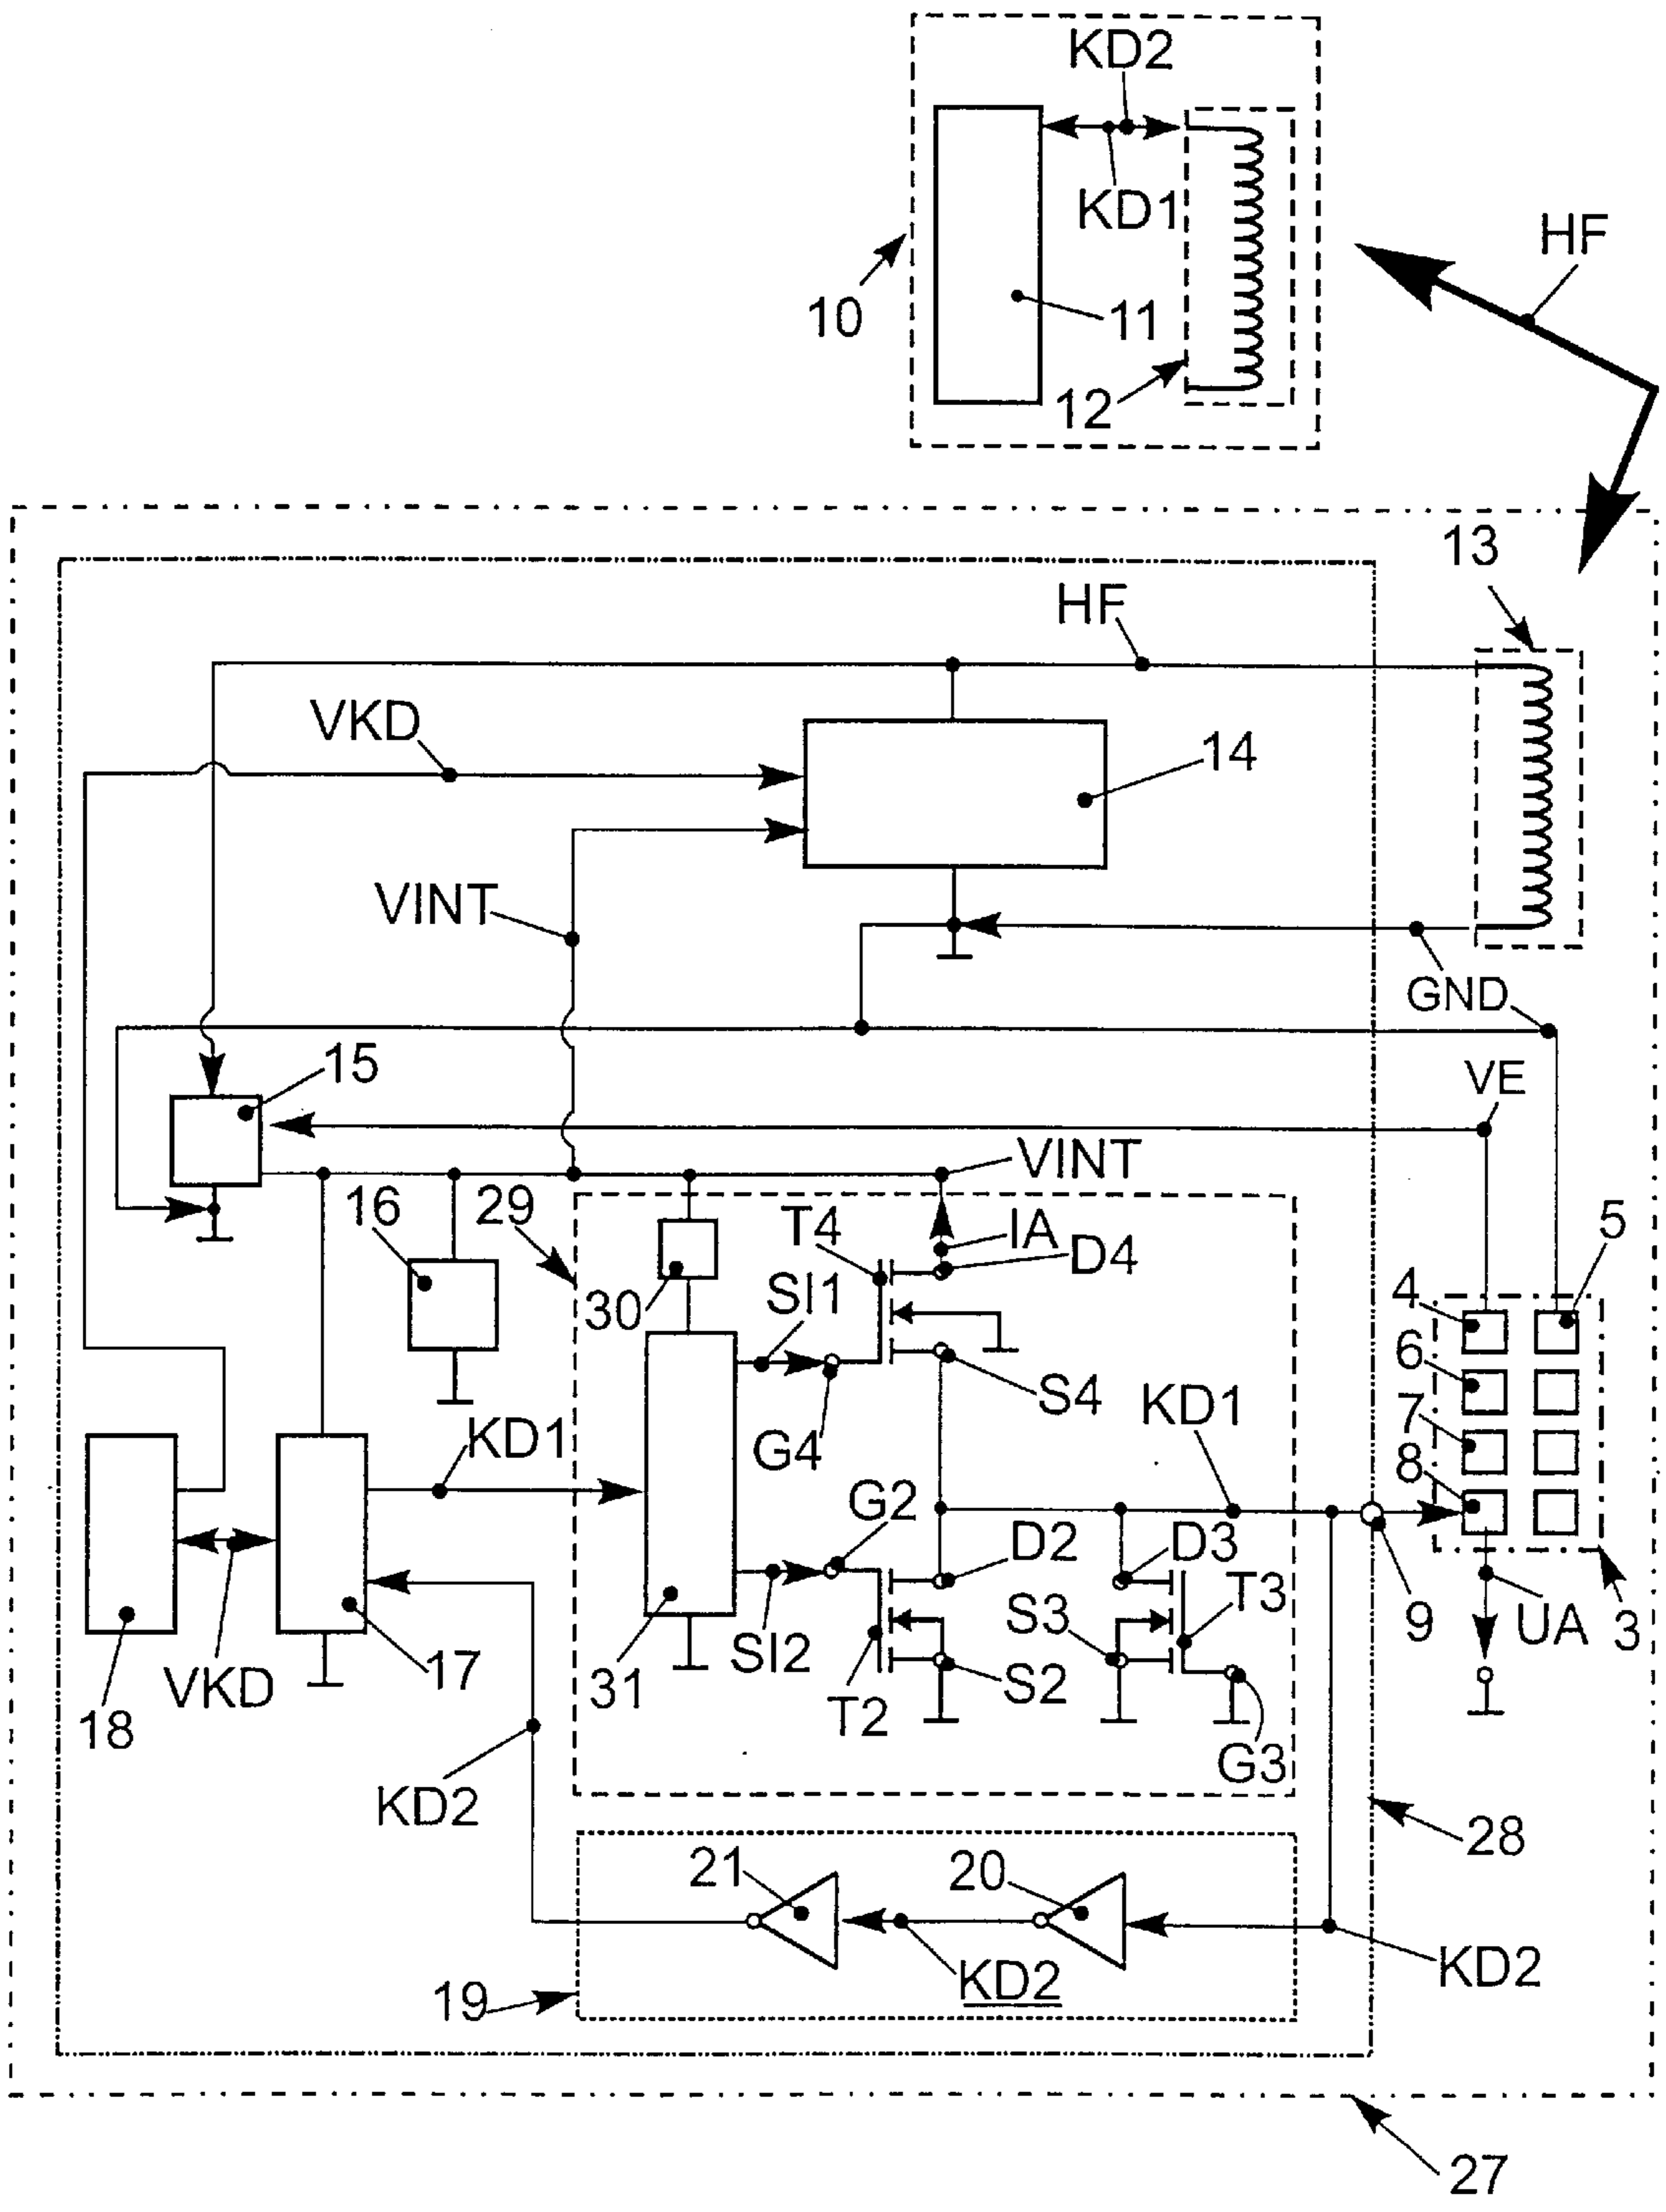 KD2
HF
KD1
10
11
12
13
HF
VKD
14
VINT
GND
15
VE
VINT
29
16
T4
IA
D4
5
30
SI1
4
6
S4
KD1
7
G4
KD1
8
G2
D2
D3
S3
T3
9
UA
3
SI2
S2
31
17
VKD
T2
18
G3
KD2
28
21
20
KD2
KD2
19
27